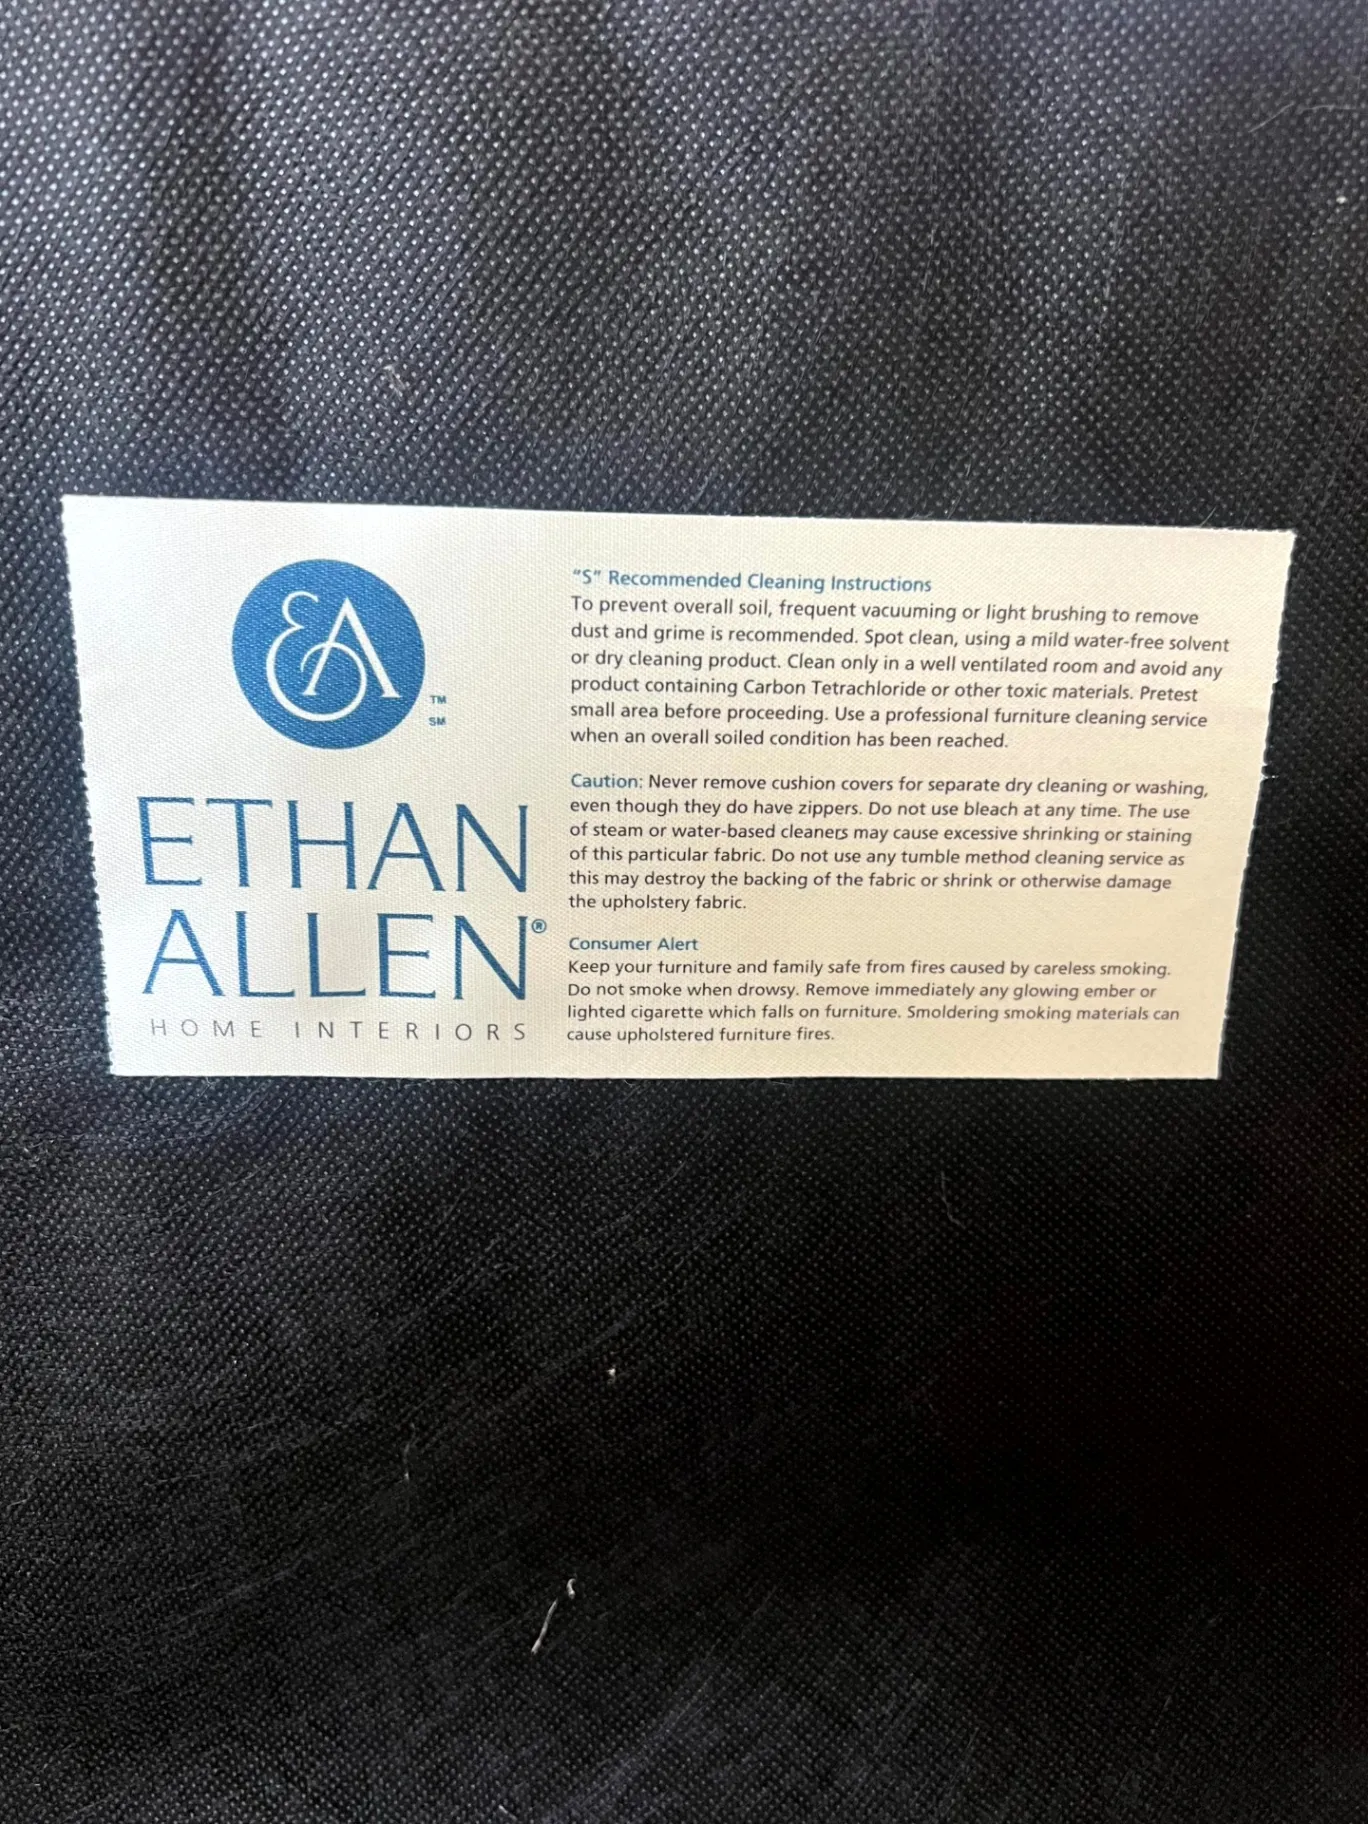 EA
TM
SM
ETHAN
ALLEN®
HOME INTERIORS
"S" Recommended Cleaning Instructions
To prevent overall soil, frequent vacuuming or light brushing to remove
dust and grime is recommended. Spot clean, using a mild water-free solvent
or dry cleaning product. Clean only in a well ventilated room and avoid any
product containing Carbon Tetrachloride or other toxic materials. Pretest
small area before proceeding. Use a professional furniture cleaning service
when an overall soiled condition has been reached.
Caution: Never remove cushion covers for separate dry cleaning or washing,
even though they do have zippers. Do not use bleach at any time. The use
of steam or water-based cleaners may cause excessive shrinking or staining
of this particular fabric. Do not use any tumble method cleaning service as
this may destroy the backing of the fabric or shrink or otherwise damage
the upholstery fabric.
Consumer Alert
Keep your furniture and family safe from fires caused by careless smoking.
Do not smoke when drowsy. Remove immediately any glowing ember or
lighted cigarette which falls on furniture. Smoldering smoking materials can
cause upholstered furniture fires.